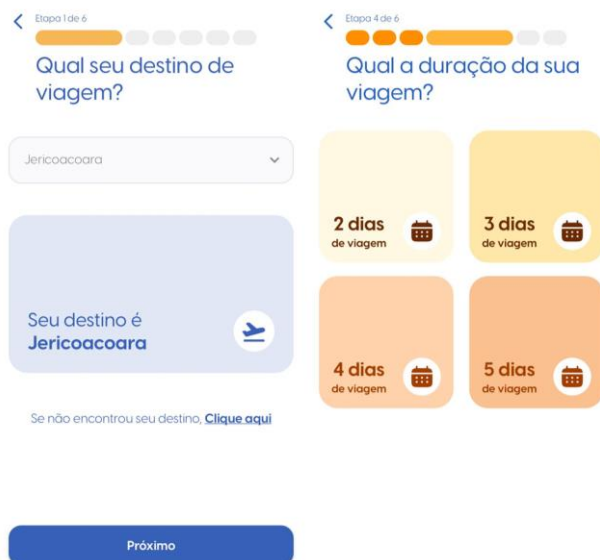 Etapa 1 de 6
Qual seu destino de
viagem?
Jericoacoara
Seu destino é
Jericoacoara
Se não encontrou seu destino, Clique aqui
Próximo
Etapa 4 de 6
Qual a duração da sua
viagem?
2 dias
de viagem
3 dias
de viagem
4 dias
de viagem
5 dias
de viagem